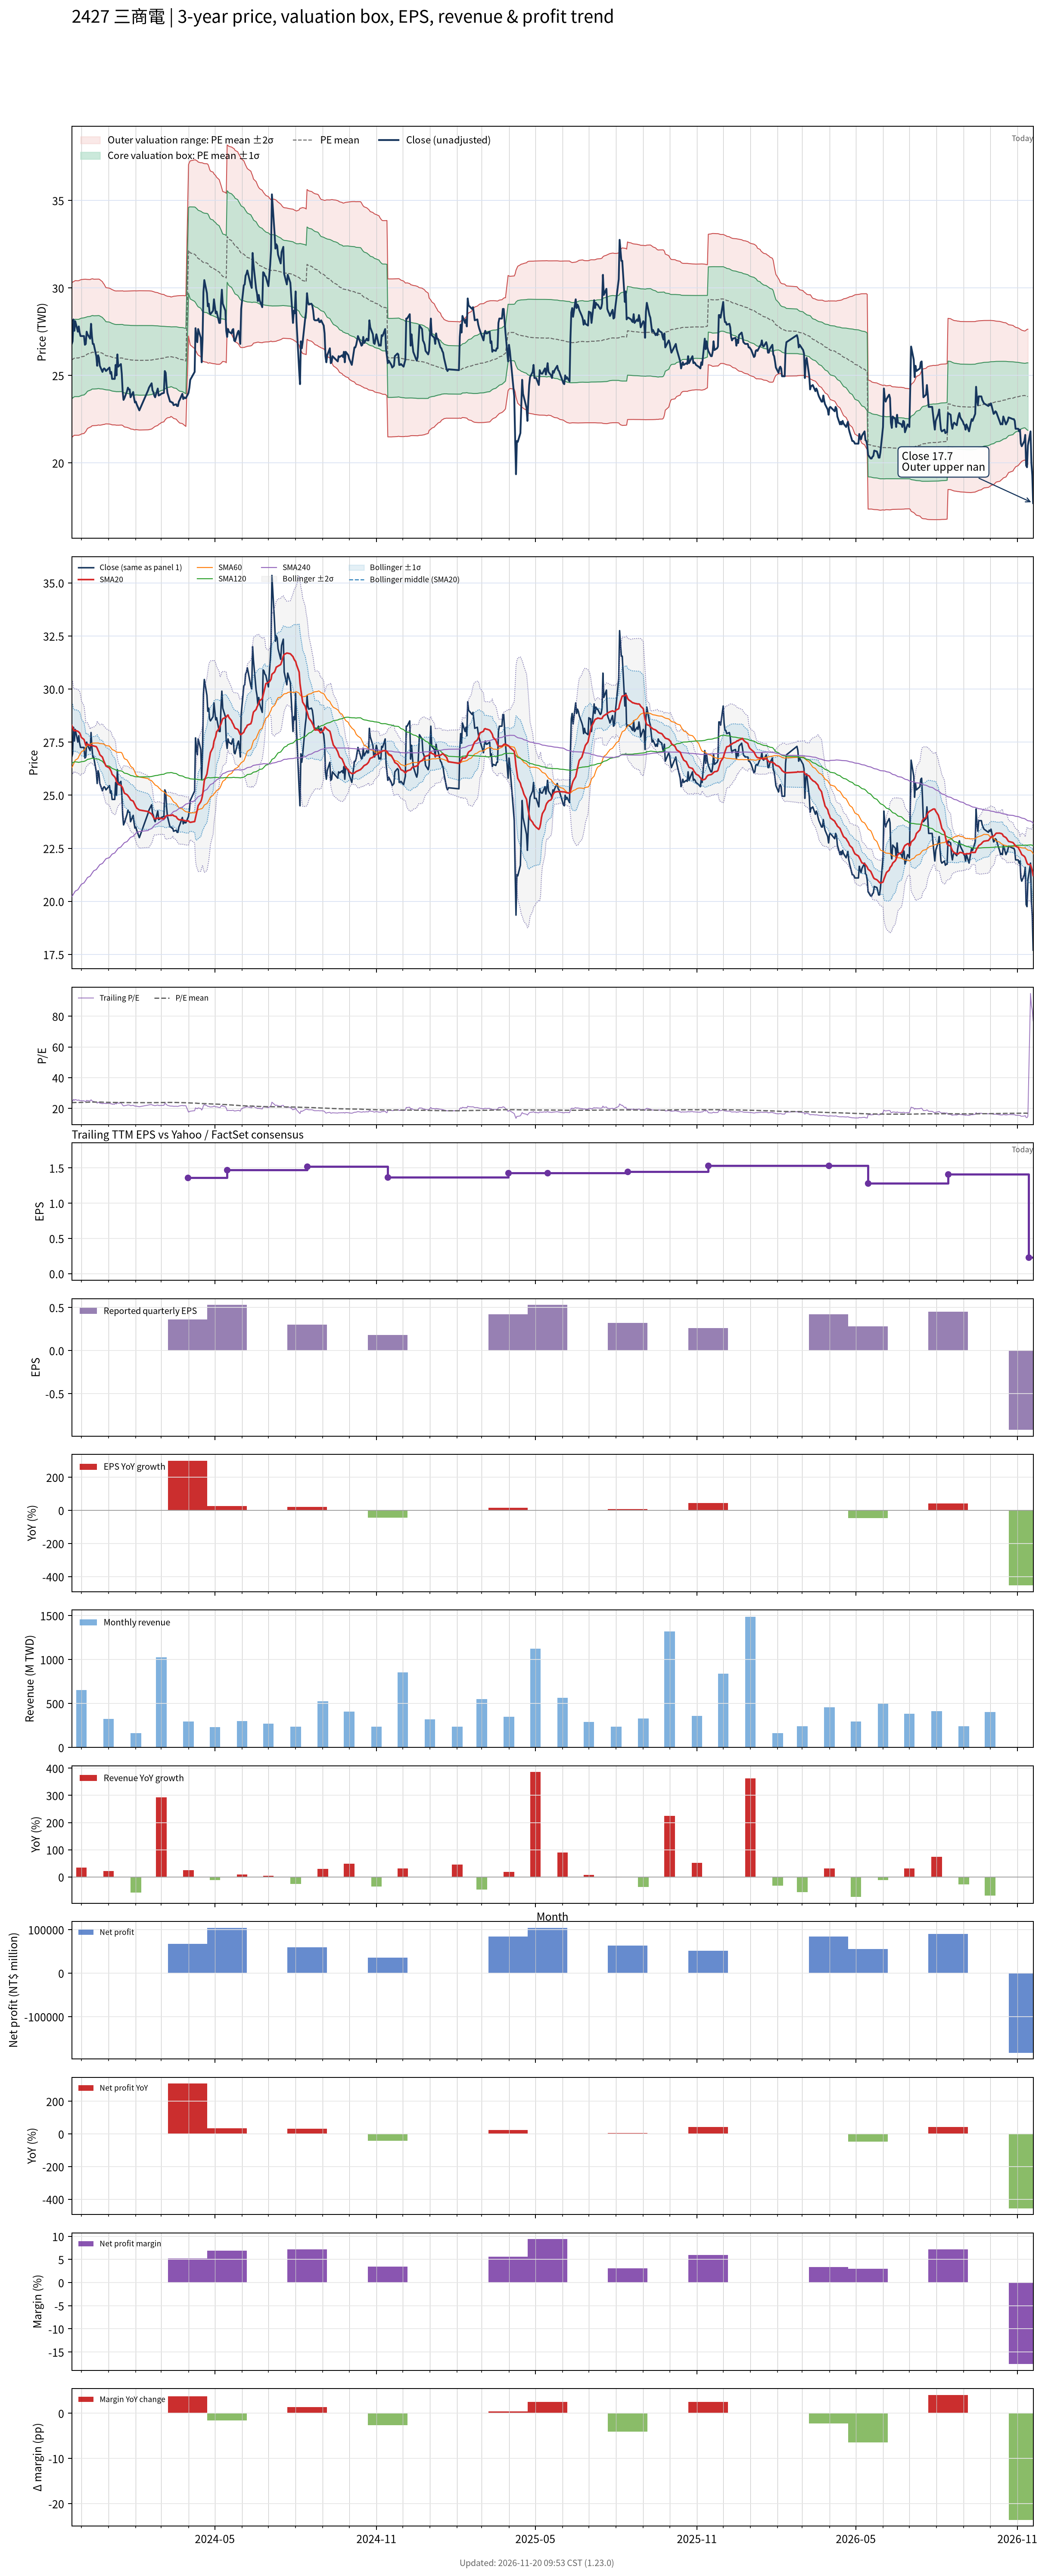 2427 三商電 | 3-year price, valuation box, EPS, revenue & profit trend
Outer valuation range: PE mean ±2σ
PE mean
Close (unadjusted)
Core valuation box: PE mean ±1σ
Today
Price (TWD)
35
30
25
20
Close 17.7
Outer upper nan
Close (same as panel 1)
SMA20
SMA60
SMA120
SMA240
Bollinger ±2σ
Bollinger ±1σ
Bollinger middle (SMA20)
Price
35.0
32.5
30.0
27.5
25.0
22.5
20.0
17.5
Trailing P/E
P/E mean
P/E
80
60
40
20
Trailing TTM EPS vs Yahoo / FactSet consensus
Today
EPS
1.5
1.0
0.5
0.0
Reported quarterly EPS
EPS
0.5
0.0
-0.5
EPS YoY growth
YoY (%)
200
0
-200
-400
Monthly revenue
Revenue (M TWD)
1500
1000
500
0
Revenue YoY growth
YoY (%)
400
300
200
100
0
Month
Net profit
Net profit (NT$ million)
100000
0
-100000
Net profit YoY
YoY (%)
200
0
-200
-400
Net profit margin
Margin (%)
10
5
0
-5
-10
-15
Margin YoY change
Δ margin (pp)
0
-10
-20
2024-05
2024-11
2025-05
2025-11
2026-05
2026-11
Updated: 2026-11-20 09:53 CST (1.23.0)